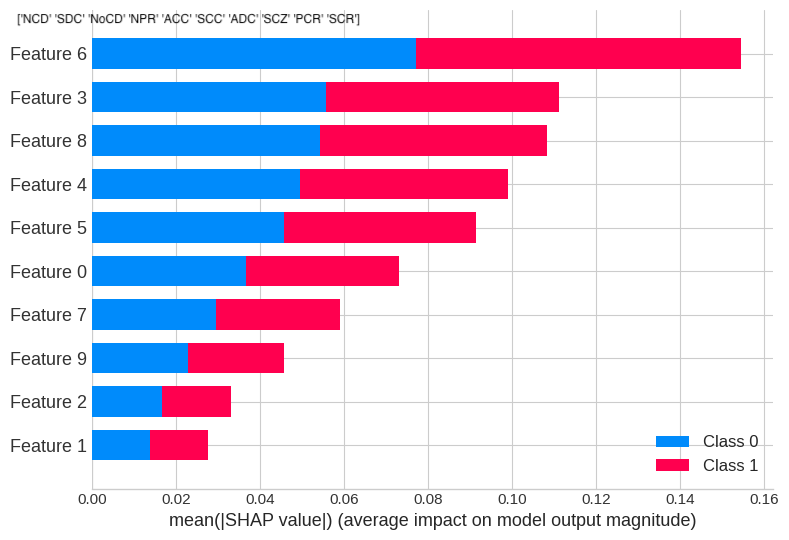 ['NCD' 'SDC' 'NoCD' 'NPR' 'ACC' 'SCC' 'ADC' 'SCZ' 'PCR' 'SCR']
Feature 6
Feature 3
Feature 8
Feature 4
Feature 5
Feature 0
Feature 7
Feature 9
Feature 2
Feature 1
Class 0
Class 1
0.00 0.02 0.04 0.06 0.08 0.10 0.12 0.14 0.16
mean(|SHAP value|) (average impact on model output magnitude)